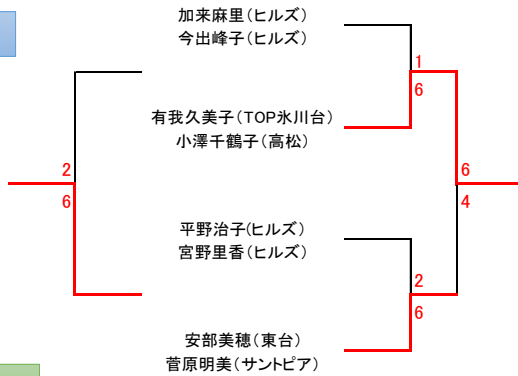 加来麻里(ヒルズ)
今出峰子(ヒルズ)
1
6
有我久美子(TOP氷川台)
小澤千鶴子(高松)
2
6
6
4
平野治子(ヒルズ)
宮野里香(ヒルズ)
2
6
安部美穂(東台)
菅原明美(サントピア)